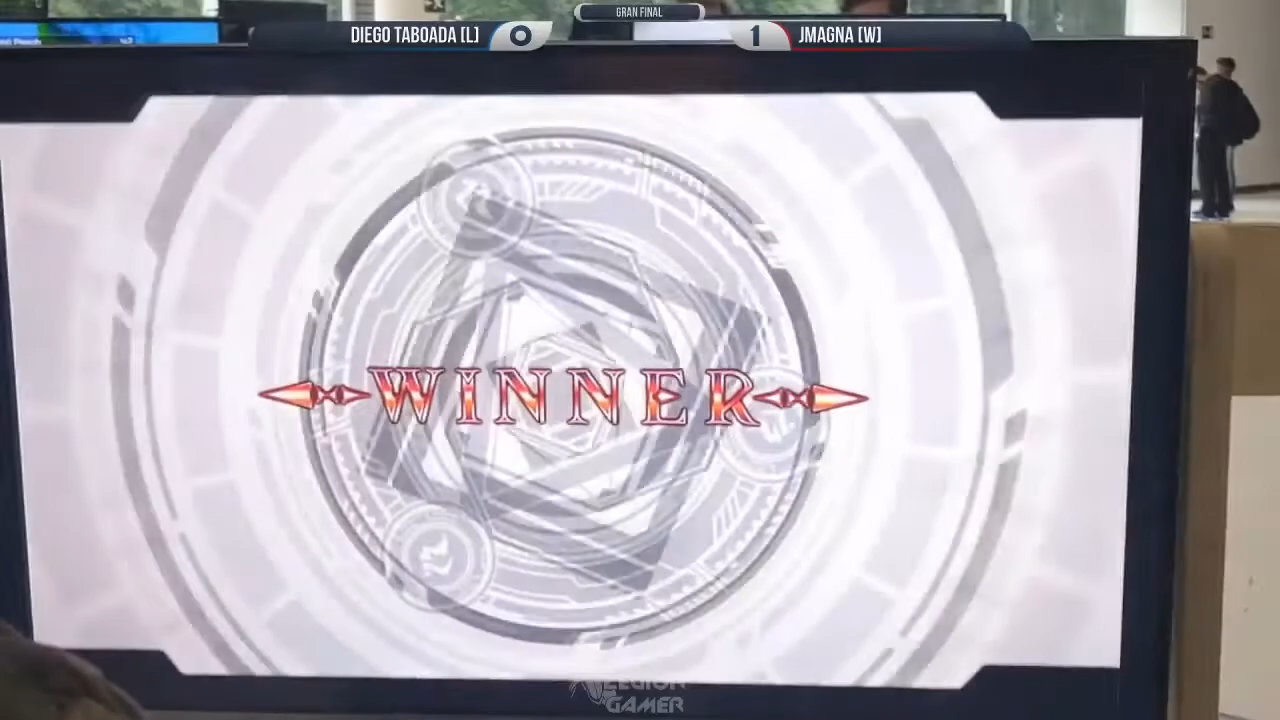 GRAN FINAL
DIEGO TABOADA [L] 0
1 JMAGNA [W]
WINNER
LEGION
GAMER